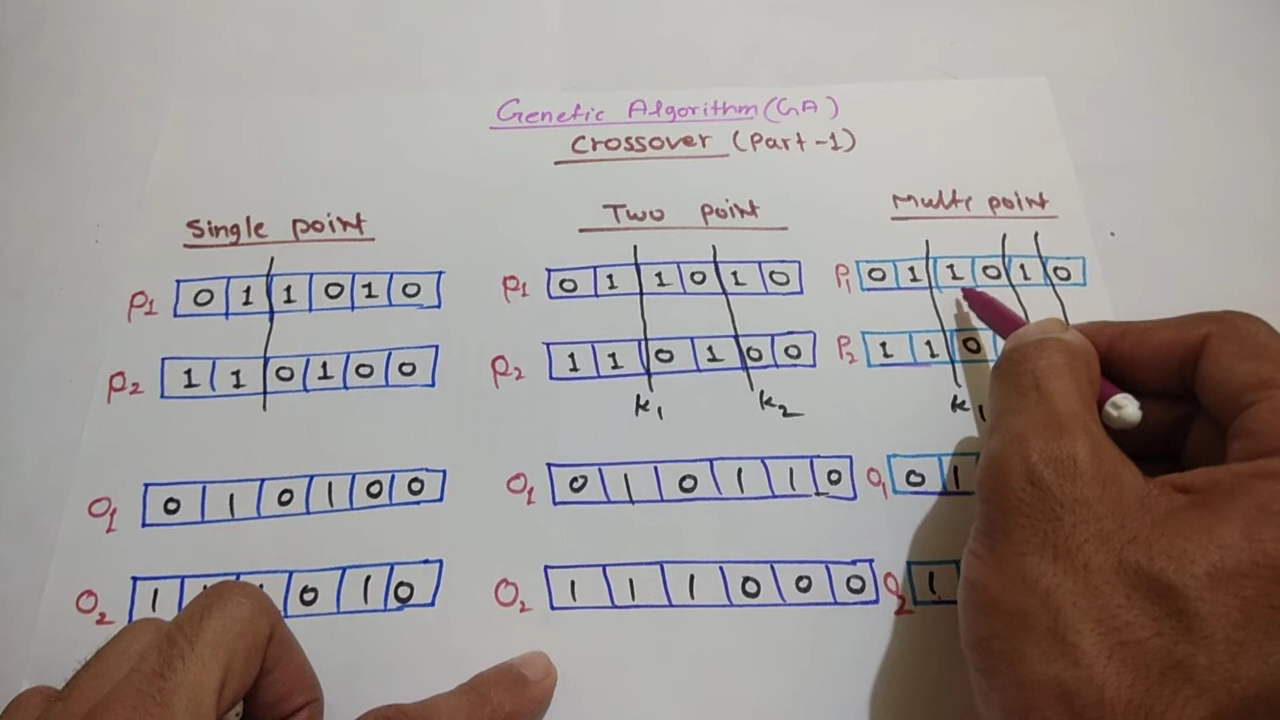 Genetic Algorithm (GA)
Crossover (Part-1)
Single point
P1 0 1 1 0 1 0
P2 1 1 0 1 0 0
O1 0 1 0 1 0 0
O2 1 1 1 0 1 0
Two point
P1 0 1 1 0 1 0
P2 1 1 0 1 0 0
k1 k2
O1 0 1 0 1 1 0
O2 1 1 1 0 0 0
Multi point
P1 0 1 1 0 1 0
P2 1 1 0
k1
O1 0 1
O2 1